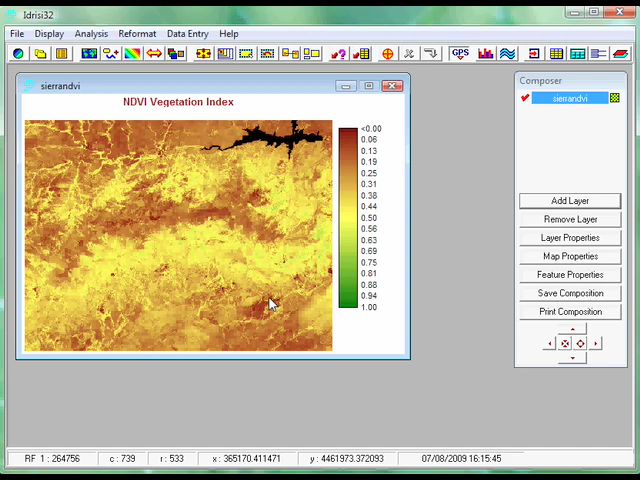 Idrisi32
File Display Analysis Reformat Data Entry Help
GPS
sierrandvi
NDVI Vegetation Index
<0.00
0.06
0.13
0.19
0.25
0.31
0.38
0.44
0.50
0.56
0.63
0.69
0.75
0.81
0.88
0.94
1.00
Composer
sierrandvi
Add Layer
Remove Layer
Layer Properties
Map Properties
Feature Properties
Save Composition
Print Composition
RF 1 : 264756 c : 739 r : 533 x : 365170.411471 y : 4461973.372093 07/08/2009 16:15:45